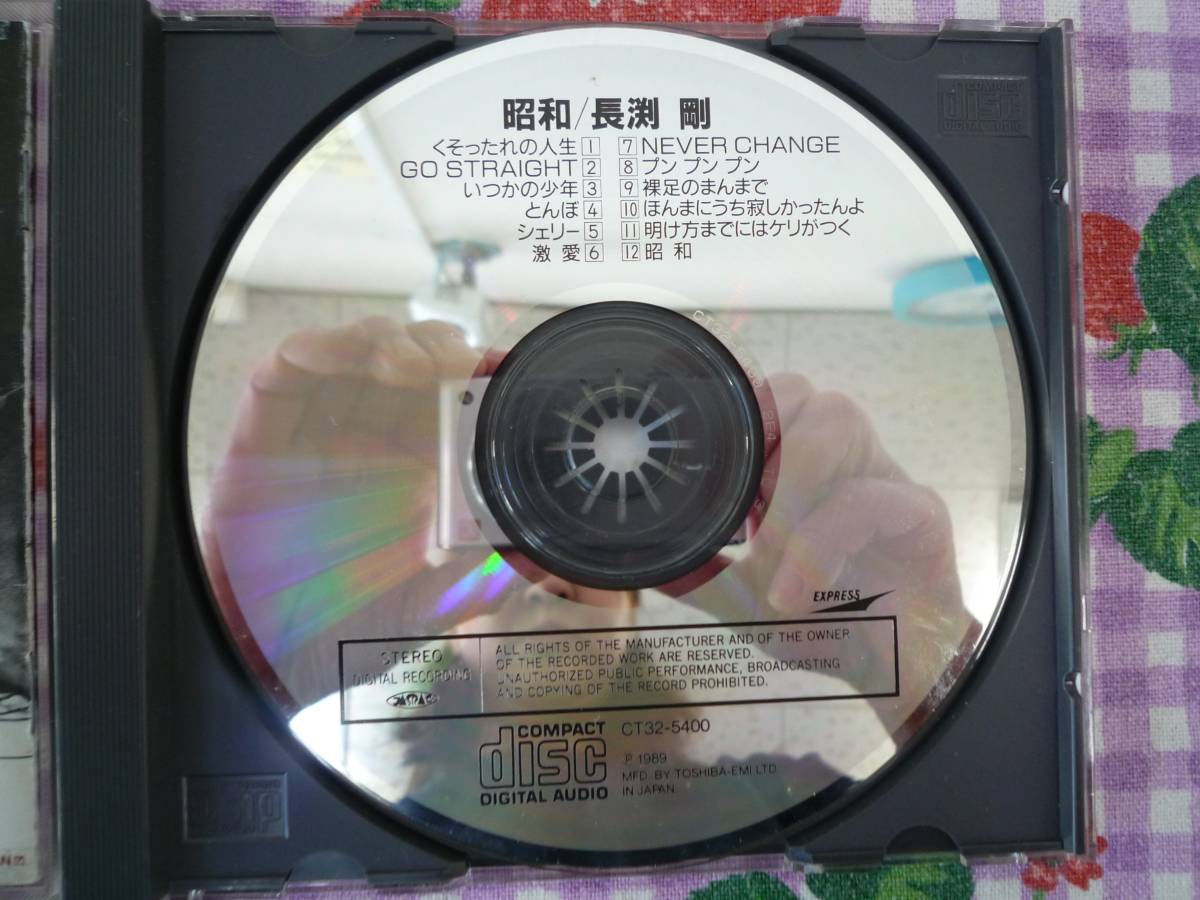 昭和/長渕 剛
くそったれの人生 1
GO STRAIGHT 2
いつかの少年 3
とんぼ 4
シェリー 5
激 愛 6
7 NEVER CHANGE
8 プン プン プン
9 裸足のまんまで
10 ほんまにうち寂しかったんよ
11 明け方までにはケリがつく
12 昭 和
EXPRESS
STEREO
DIGITAL RECORDING
ALL RIGHTS OF THE MANUFACTURER AND OF THE OWNER
OF THE RECORDED WORK ARE RESERVED.
UNAUTHORIZED PUBLIC PERFORMANCE, BROADCASTING
AND COPYING OF THE RECORD PROHIBITED.
COMPACT
disc
DIGITAL AUDIO
CT32-5400
℗ 1989
MFD. BY TOSHIBA-EMI LTD.
IN JAPAN.
COMPACT
disc
DIGITAL AUDIO